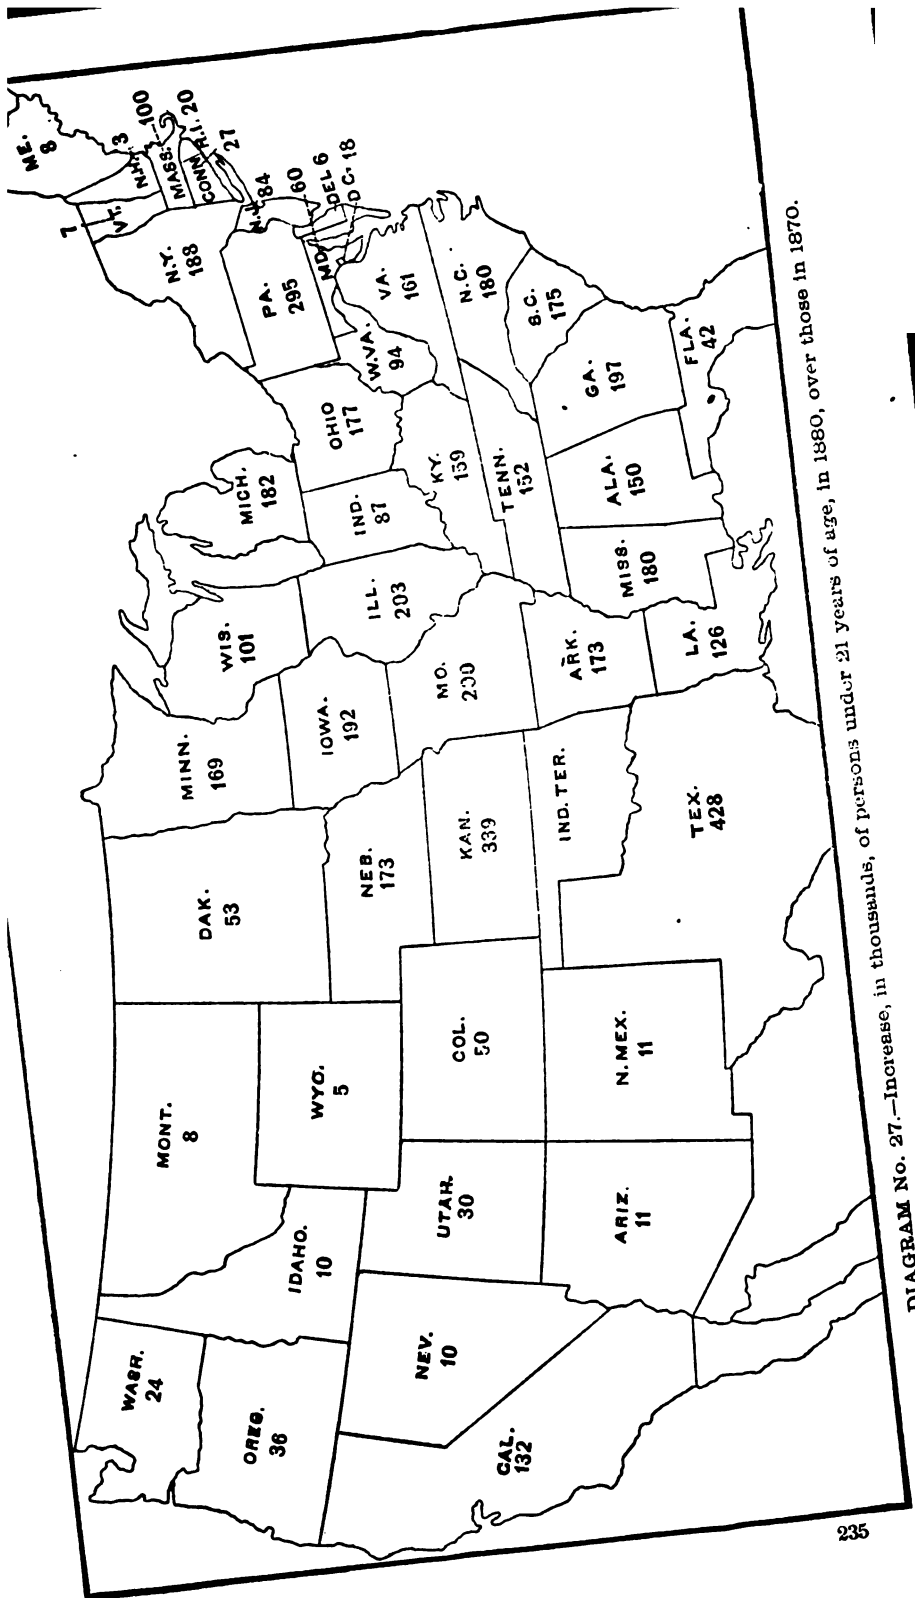 WASH.
24
OREG.
36
CAL.
132
NEV.
10
IDAHO.
10
MONT.
8
WYO.
5
UTAH.
30
ARIZ.
11
COL.
50
N.MEX.
11
DAK.
53
NEB.
173
KAN.
339
IND. TER.
TEX.
428
MINN.
169
IOWA.
192
MO.
200
ARK.
173
LA.
126
WIS.
101
ILL.
203
MISS.
180
MICH.
182
IND.
87
OHIO
177
KY.
159
TENN.
152
ALA.
150
GA.
197
FLA.
42
S.C.
175
N.C.
180
VA.
161
W.VA.
94
PA.
295
N.Y.
188
VT.
7
N.H. 3
ME.
8
MASS. 100
R.I. 20
CONN.
27
N.J. 84
MD. 60
DEL 6
D.C. 18
DIAGRAM No. 27.—Increase, in thousands, of persons under 21 years of age, in 1880, over those in 1870.
235